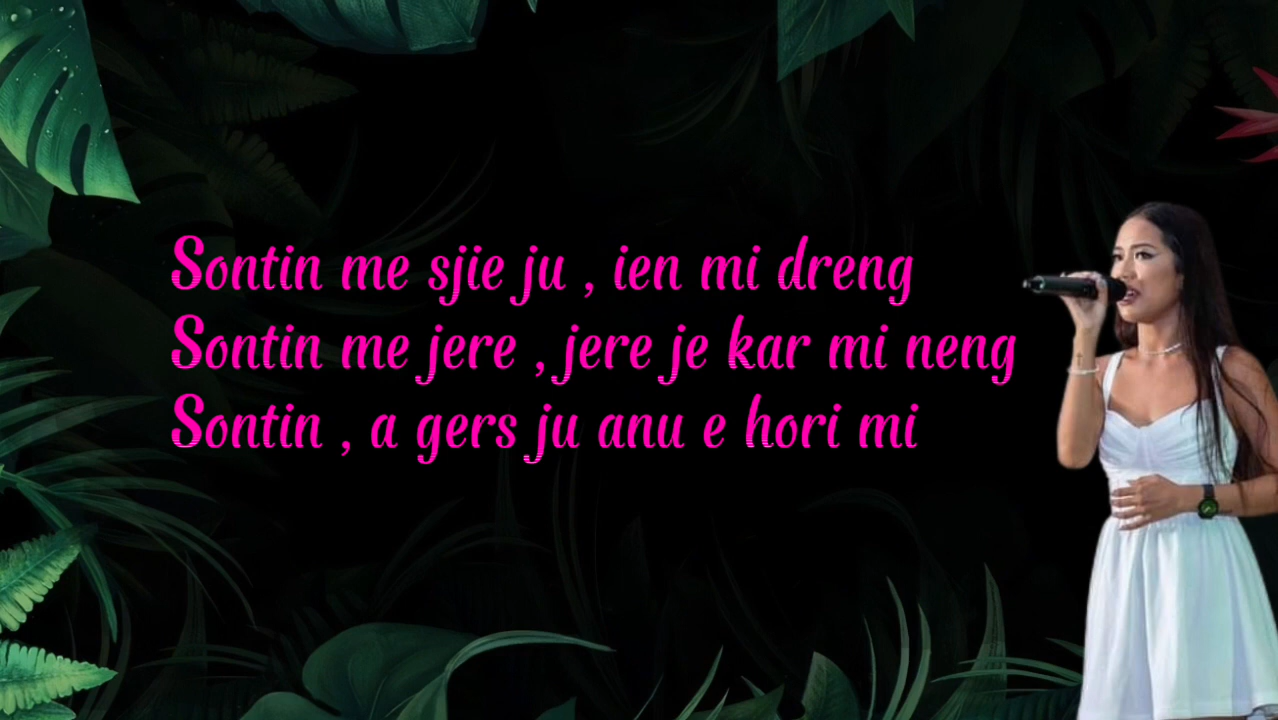 Sontin me sjie ju , ien mi dreng
Sontin me jere , jere je kar mi neng
Sontin , a gers ju anu e hori mi